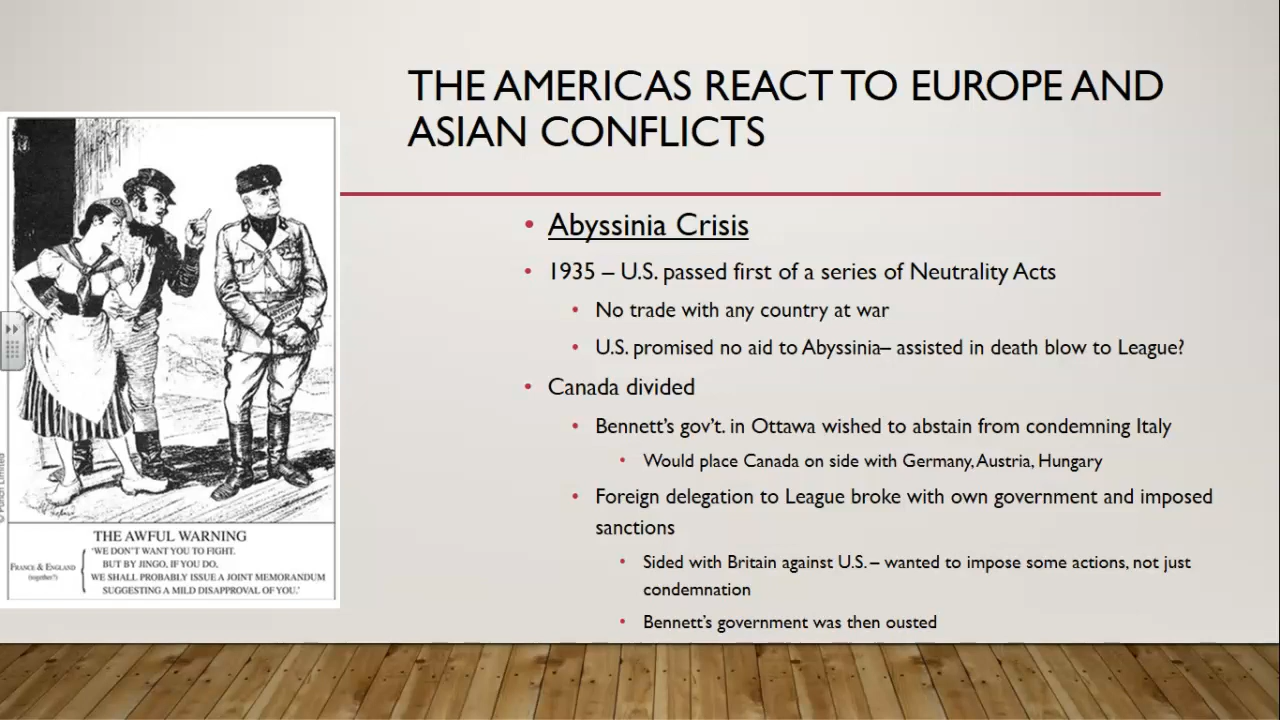 THE AMERICAS REACT TO EUROPE AND
ASIAN CONFLICTS
• Abyssinia Crisis
• 1935 – U.S. passed first of a series of Neutrality Acts
• No trade with any country at war
• U.S. promised no aid to Abyssinia– assisted in death blow to League?
• Canada divided
• Bennett's gov't. in Ottawa wished to abstain from condemning Italy
• Would place Canada on side with Germany, Austria, Hungary
• Foreign delegation to League broke with own government and imposed
sanctions
• Sided with Britain against U.S. – wanted to impose some actions, not just
condemnation
• Bennett's government was then ousted
© Punch Limited
THE AWFUL WARNING
FRANCE & ENGLAND
(together?)
'WE DON'T WANT YOU TO FIGHT,
BUT BY JINGO, IF YOU DO,
WE SHALL PROBABLY ISSUE A JOINT MEMORANDUM
SUGGESTING A MILD DISAPPROVAL OF YOU.'